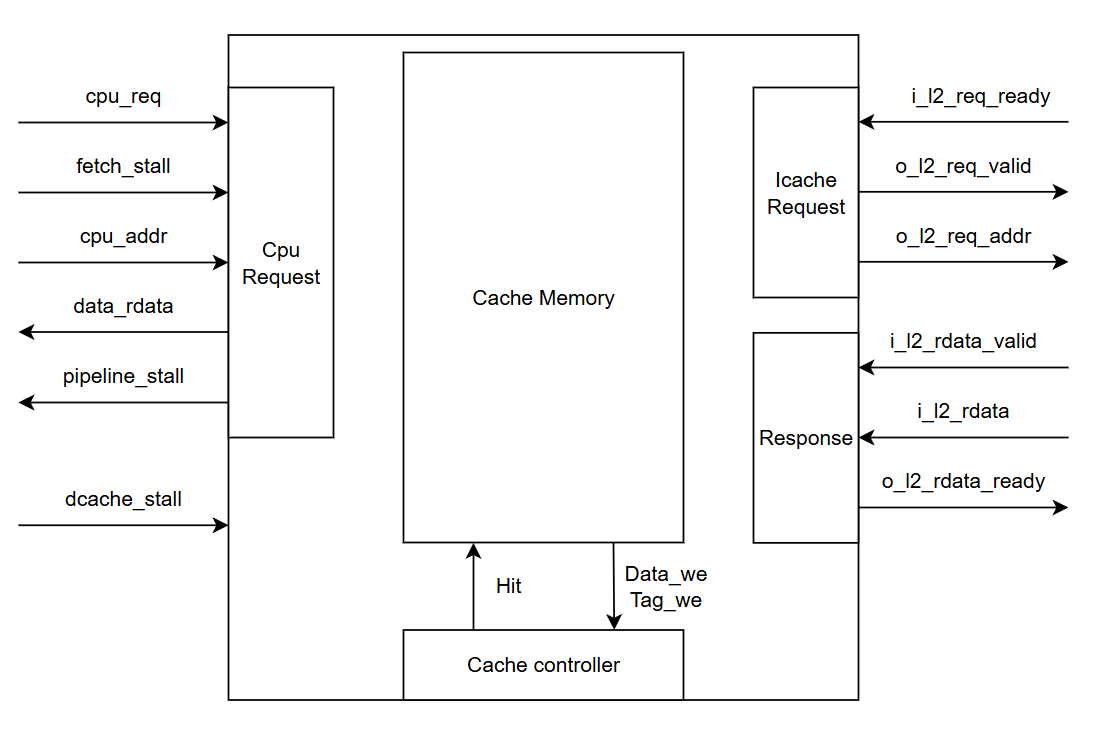 cpu_req
fetch_stall
cpu_addr
data_rdata
pipeline_stall
dcache_stall
Cpu
Request
Cache Memory
Hit
Data_we
Tag_we
Cache controller
Icache
Request
Response
i_l2_req_ready
o_l2_req_valid
o_l2_req_addr
i_l2_rdata_valid
i_l2_rdata
o_l2_rdata_ready